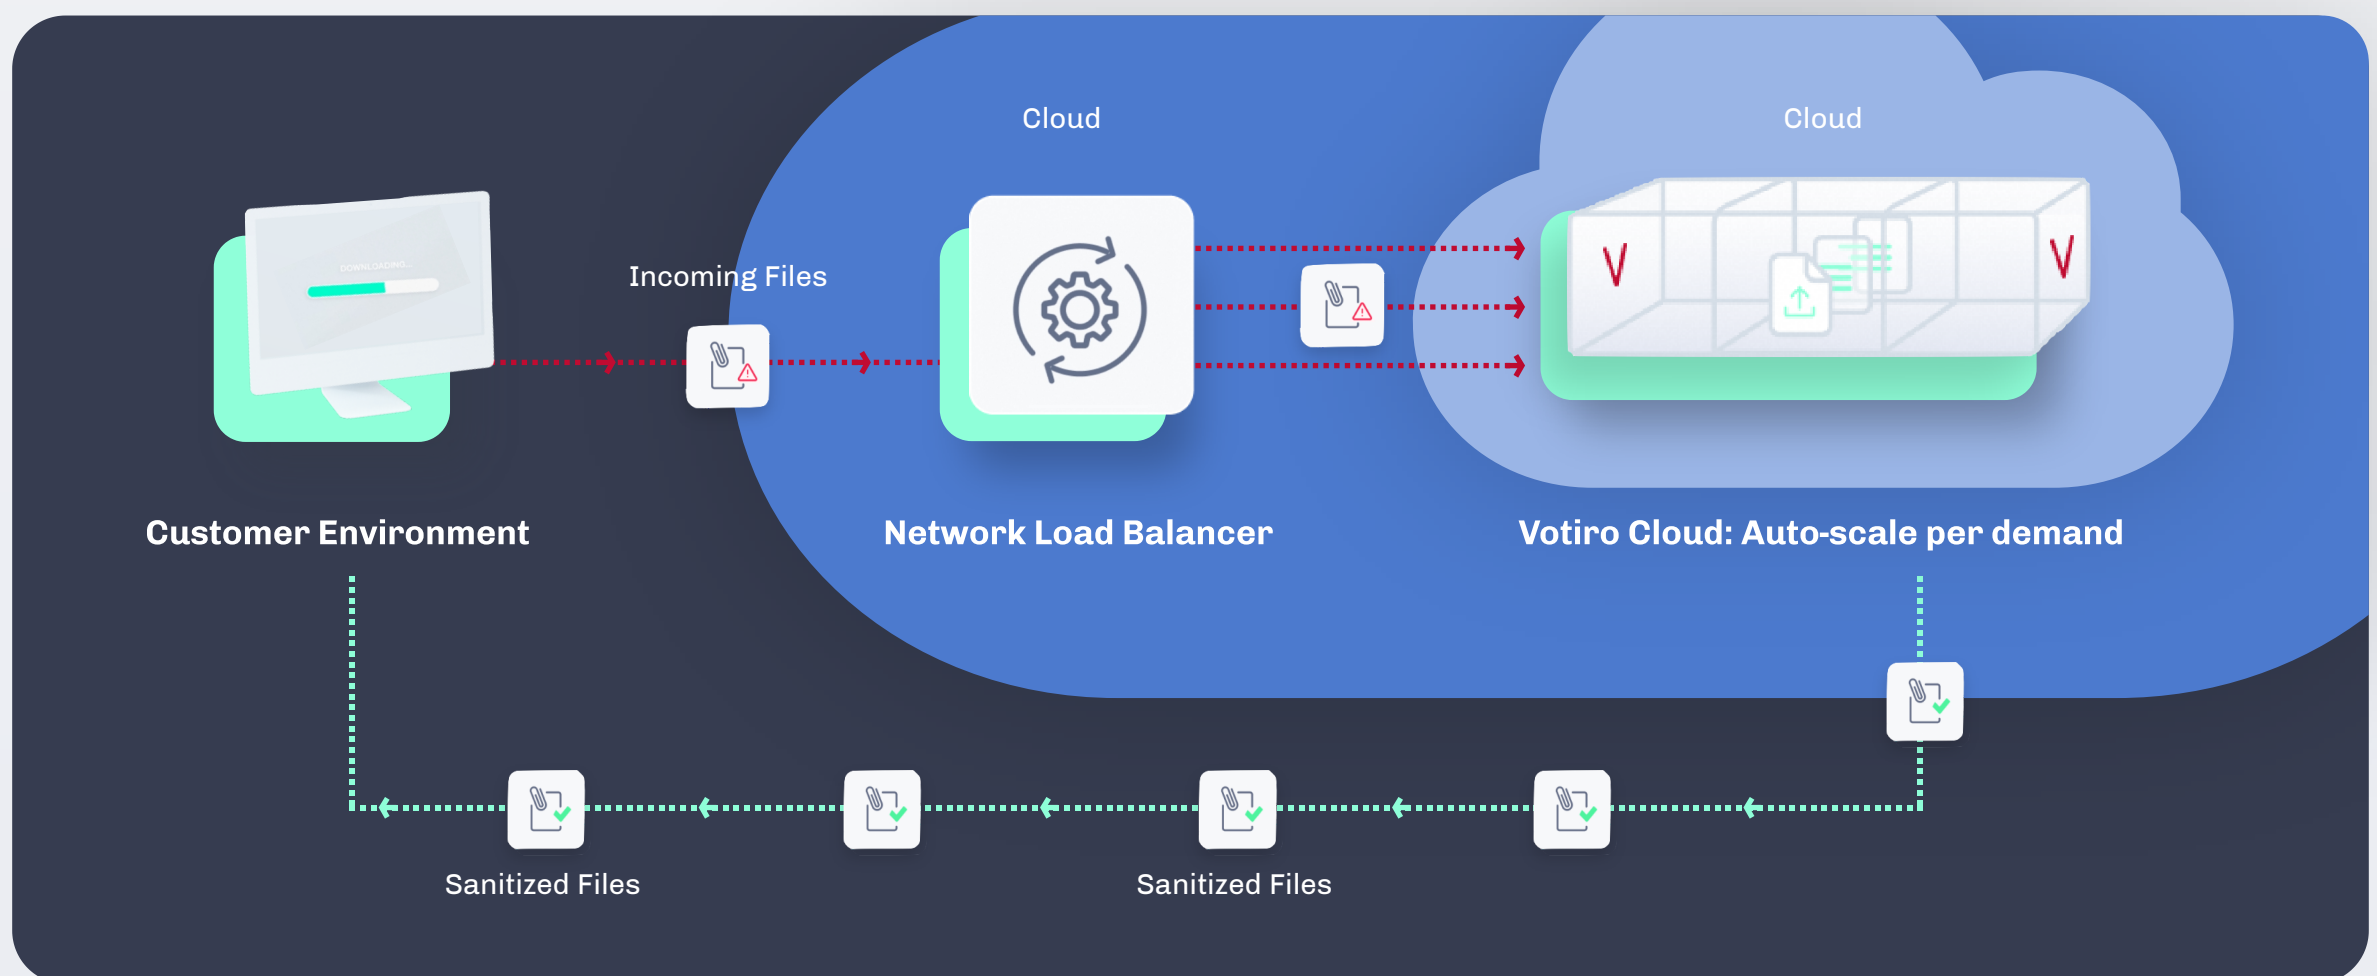 Cloud
Cloud
DOWNLOADING...
Incoming Files
V
V
Customer Environment
Network Load Balancer
Votiro Cloud: Auto-scale per demand
Sanitized Files
Sanitized Files